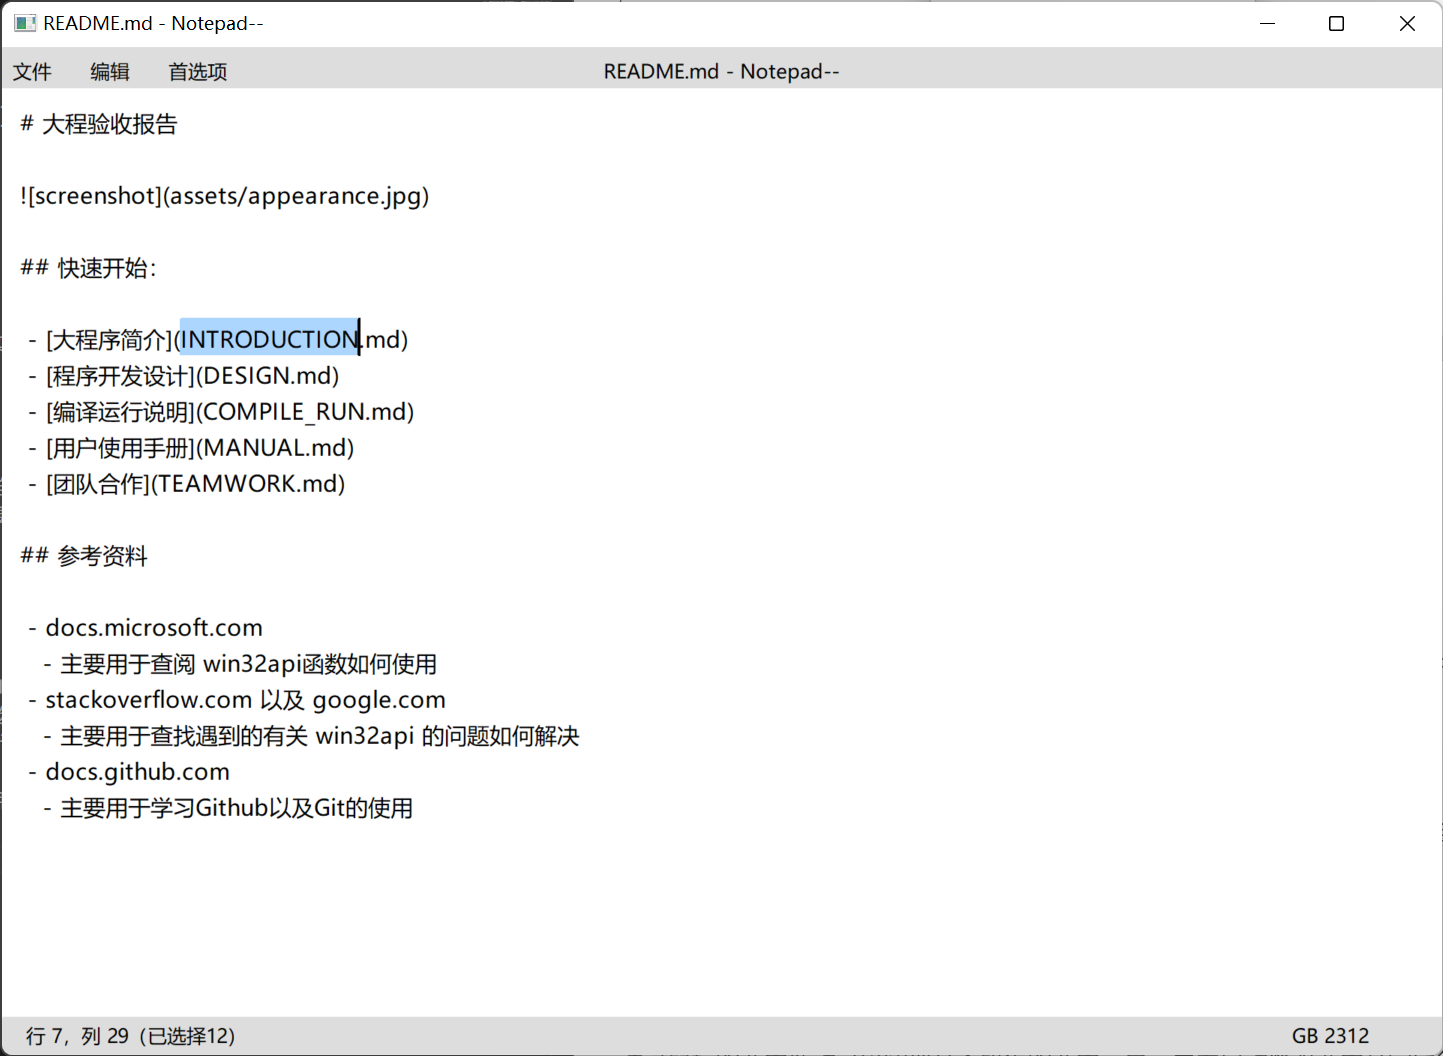 README.md - Notepad--
文件 编辑 首选项 README.md - Notepad--
# 大程验收报告
![screenshot](assets/appearance.jpg)
## 快速开始：
- [大程序简介](INTRODUCTION.md)
- [程序开发设计](DESIGN.md)
- [编译运行说明](COMPILE_RUN.md)
- [用户使用手册](MANUAL.md)
- [团队合作](TEAMWORK.md)
## 参考资料
- docs.microsoft.com
- 主要用于查阅 win32api函数如何使用
- stackoverflow.com 以及 google.com
- 主要用于查找遇到的有关 win32api 的问题如何解决
- docs.github.com
- 主要用于学习Github以及Git的使用
行 7，列 29（已选择12） GB 2312